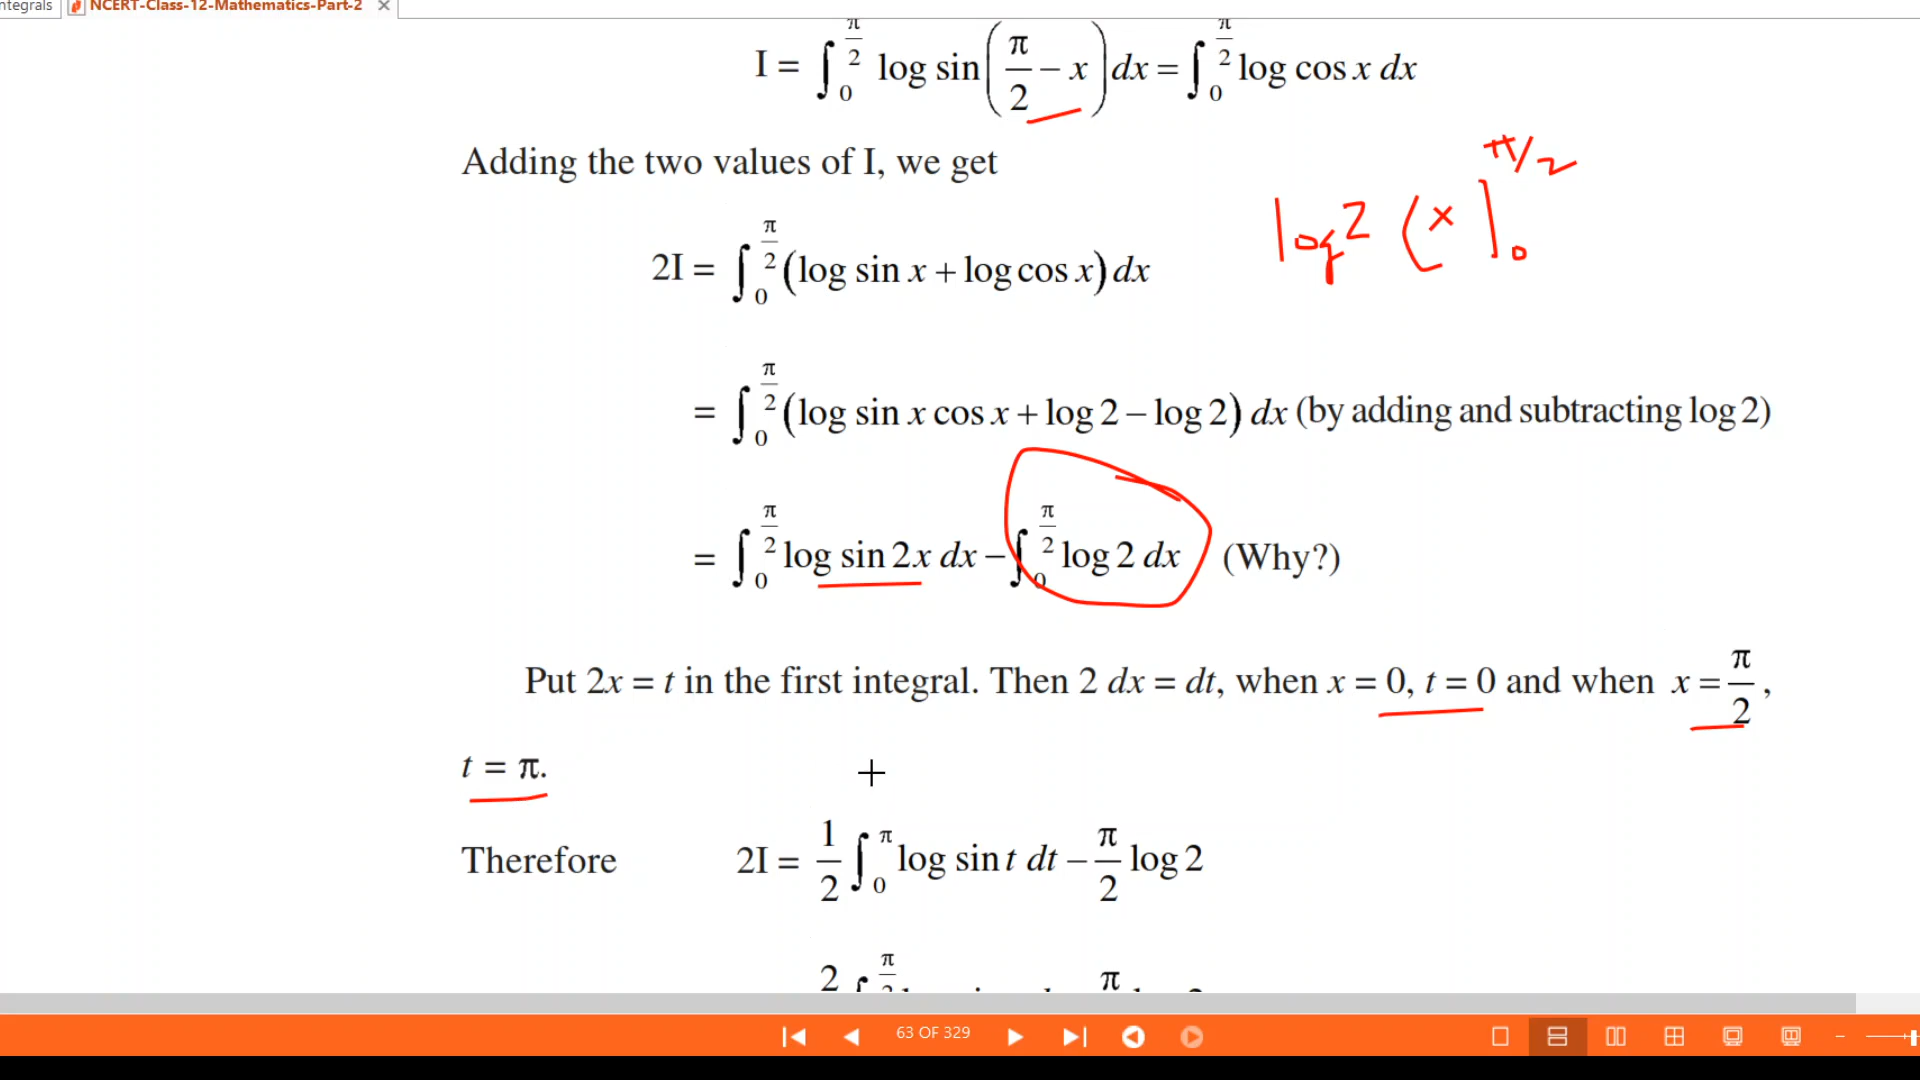 ntegrals NCERT-Class-12-Mathematics-Part-2
I = ∫₀^(π/2) log sin(π/2 − x) dx = ∫₀^(π/2) log cos x dx
Adding the two values of I, we get
log 2 [x]₀^(π/2)
2I = ∫₀^(π/2) (log sin x + log cos x) dx
= ∫₀^(π/2) (log sin x cos x + log 2 − log 2) dx (by adding and subtracting log 2)
= ∫₀^(π/2) log sin 2x dx − ∫₀^(π/2) log 2 dx (Why?)
Put 2x = t in the first integral. Then 2 dx = dt, when x = 0, t = 0 and when x = π/2,
t = π.
Therefore 2I = 1/2 ∫₀^π log sin t dt − π/2 log 2
63 OF 329